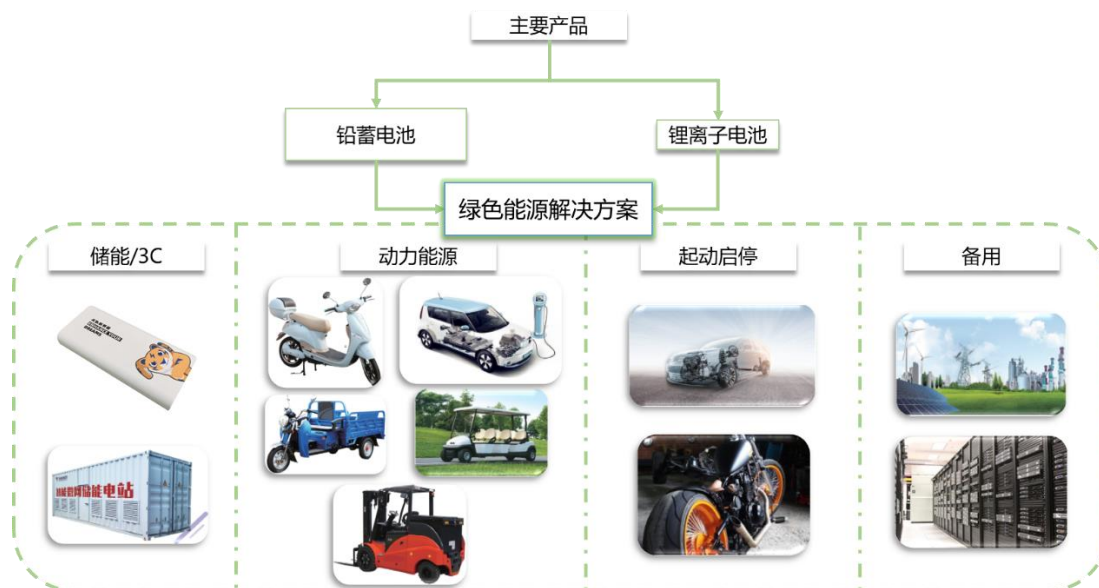 主要产品
铅蓄电池
锂离子电池
绿色能源解决方案
储能/3C
动力能源
起动启停
备用
储能电站